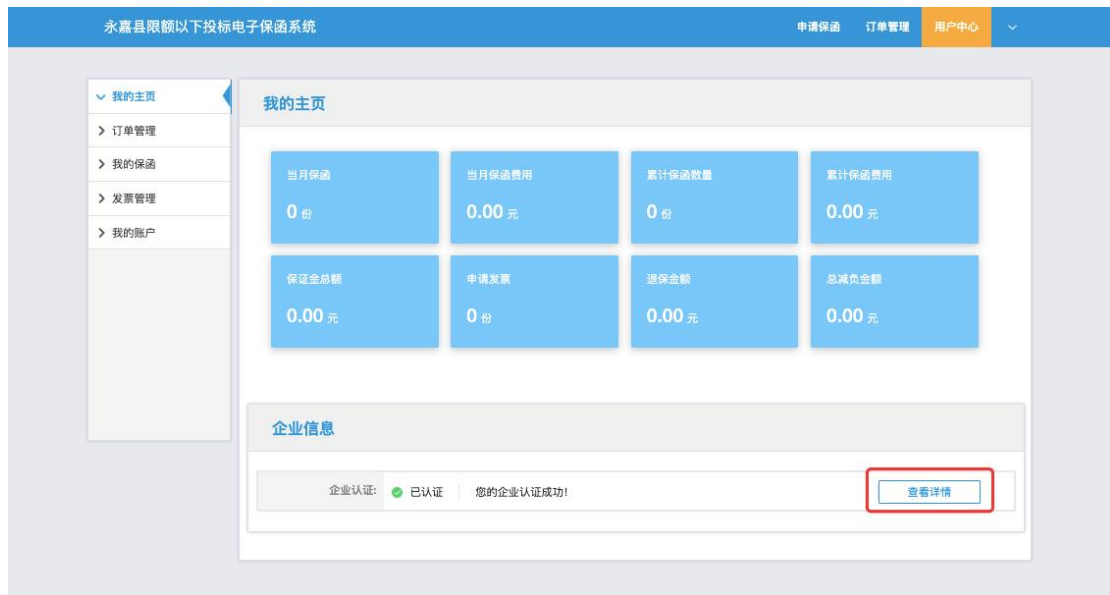 永嘉县限额以下投标电子保函系统
申请保函 订单管理 用户中心
我的主页
订单管理
我的保函
发票管理
我的账户
我的主页
当月保函 当月保函费用 累计保函数量 累计保函费用
0 份 0.00 元 0 份 0.00 元
保证金总额 申请发票 退保金额 总减负金额
0.00 元 0 份 0.00 元 0.00 元
企业信息
企业认证: 已认证 您的企业认证成功! 查看详情